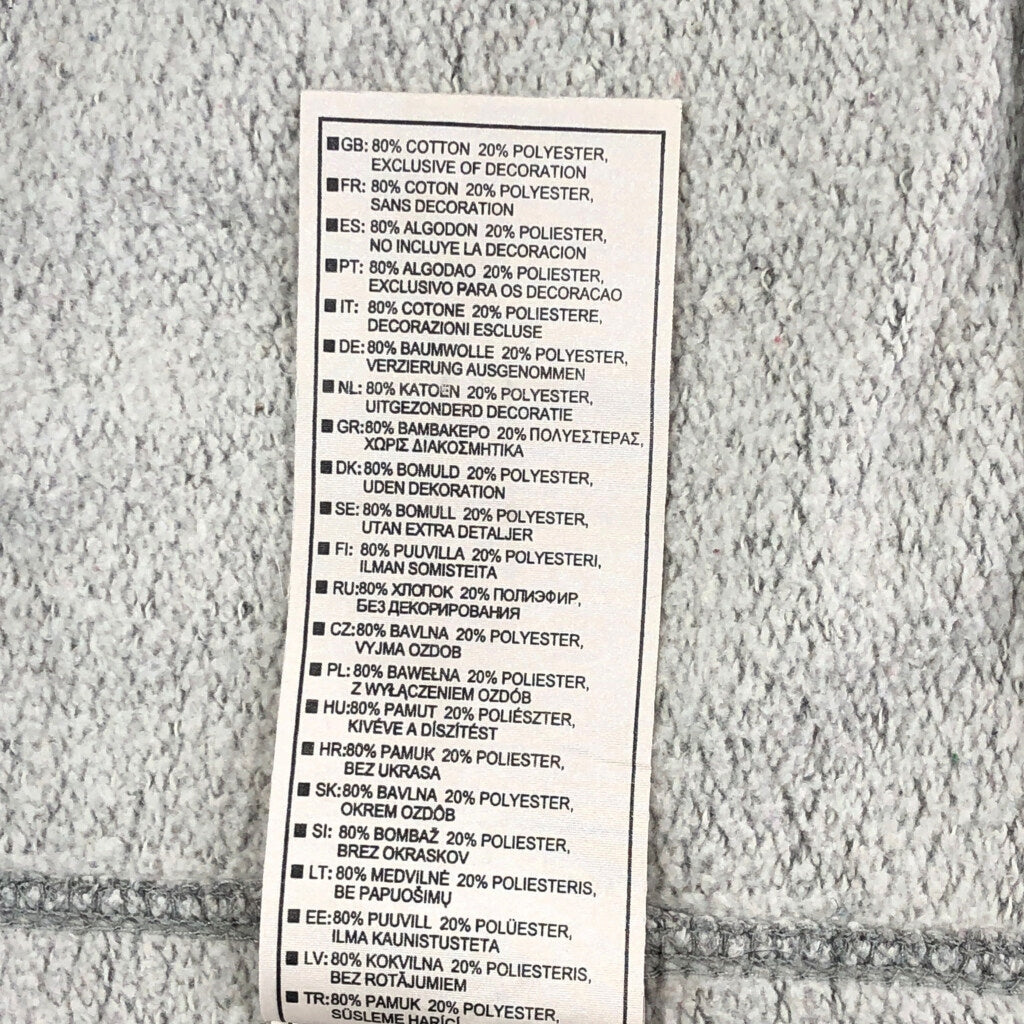 ■GB: 80% COTTON 20% POLYESTER,
EXCLUSIVE OF DECORATION
■FR: 80% COTON 20% POLYESTER,
SANS DECORATION
■ES: 80% ALGODON 20% POLIESTER,
NO INCLUYE LA DECORACION
■PT: 80% ALGODAO 20% POLIESTER,
EXCLUSIVO PARA OS DECORACAO
■IT: 80% COTONE 20% POLIESTERE,
DECORAZIONI ESCLUSE
■DE: 80% BAUMWOLLE 20% POLYESTER,
VERZIERUNG AUSGENOMMEN
■NL: 80% KATOEN 20% POLYESTER,
UITGEZONDERD DECORATIE
■GR:80% ΒΑΜΒΑΚΕΡΟ 20% ΠΟΛΥΕΣΤΕΡΑΣ,
ΧΩΡΙΣ ΔΙΑΚΟΣΜΗΤΙΚΑ
■DK:80% BOMULD 20% POLYESTER,
UDEN DEKORATION
■SE: 80% BOMULL 20% POLYESTER,
UTAN EXTRA DETALJER
■FI: 80% PUUVILLA 20% POLYESTERI,
ILMAN SOMISTEITA
■RU:80% ХЛОПОК 20% ПОЛИЭФИР,
БЕЗ ДЕКОРИРОВАНИЯ
■CZ:80% BAVLNA 20% POLYESTER,
VYJMA OZDOB
■PL: 80% BAWEŁNA 20% POLIESTER,
Z WYŁĄCZENIEM OZDÓB
■HU:80% PAMUT 20% POLIÉSZTER,
KIVÉVE A DÍSZÍTÉST
■HR:80% PAMUK 20% POLIESTER,
BEZ UKRASA
■SK:80% BAVLNA 20% POLYESTER,
OKREM OZDÔB
■SI: 80% BOMBAŽ 20% POLIESTER,
BREZ OKRASKOV
■LT: 80% MEDVILNĖ 20% POLIESTERIS,
BE PAPUOŠIMŲ
■EE:80% PUUVILL 20% POLÜESTER,
ILMA KAUNISTUSTETA
■LV: 80% KOKVILNA 20% POLIESTERIS,
BEZ ROTĀJUMIEM
■TR:80% PAMUK 20% POLYESTER,
SÜSLEME HARİCİ